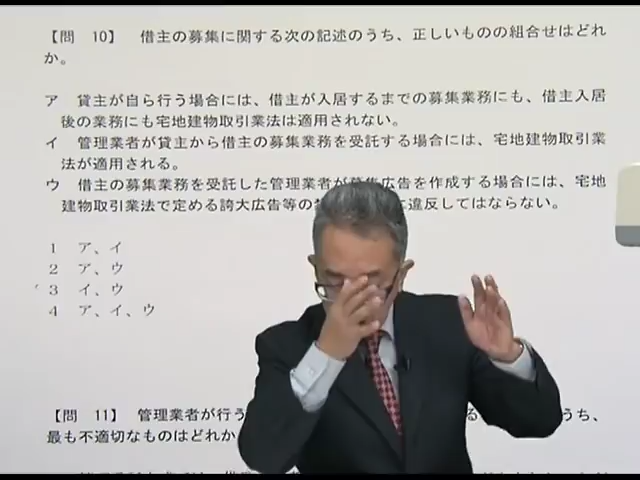 【問 10】 借主の募集に関する次の記述のうち、正しいものの組合せはどれ
か。
ア 貸主が自ら行う場合には、借主が入居するまでの募集業務にも、借主入居
後の業務にも宅地建物取引業法は適用されない。
イ 管理業者が貸主から借主の募集業務を受託する場合には、宅地建物取引業
法が適用される。
ウ 借主の募集業務を受託した管理業者が募集広告を作成する場合には、宅地
建物取引業法で定める誇大広告等の に違反してはならない。
1 ア、イ
2 ア、ウ
3 イ、ウ
4 ア、イ、ウ
【問 11】 管理業者が行う うち、
最も不適切なものはどれか